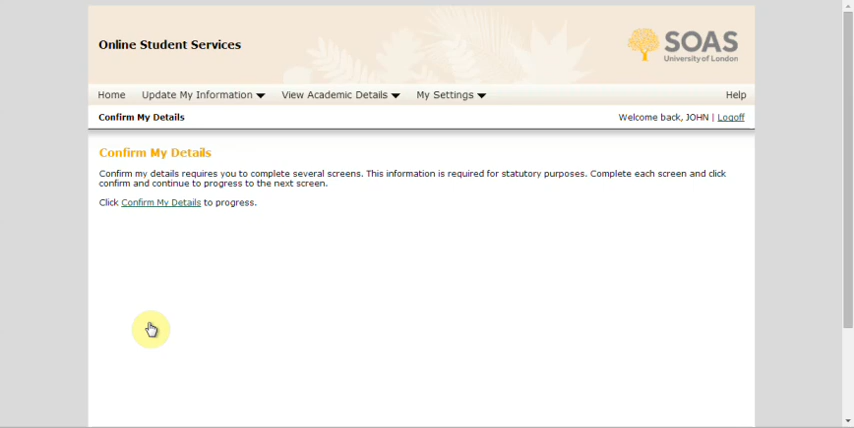 Online Student Services
SOAS
University of London
Home Update My Information View Academic Details My Settings Help
Confirm My Details Welcome back, JOHN | Logoff
Confirm My Details
Confirm my details requires you to complete several screens. This information is required for statutory purposes. Complete each screen and click
confirm and continue to progress to the next screen.
Click Confirm My Details to progress.